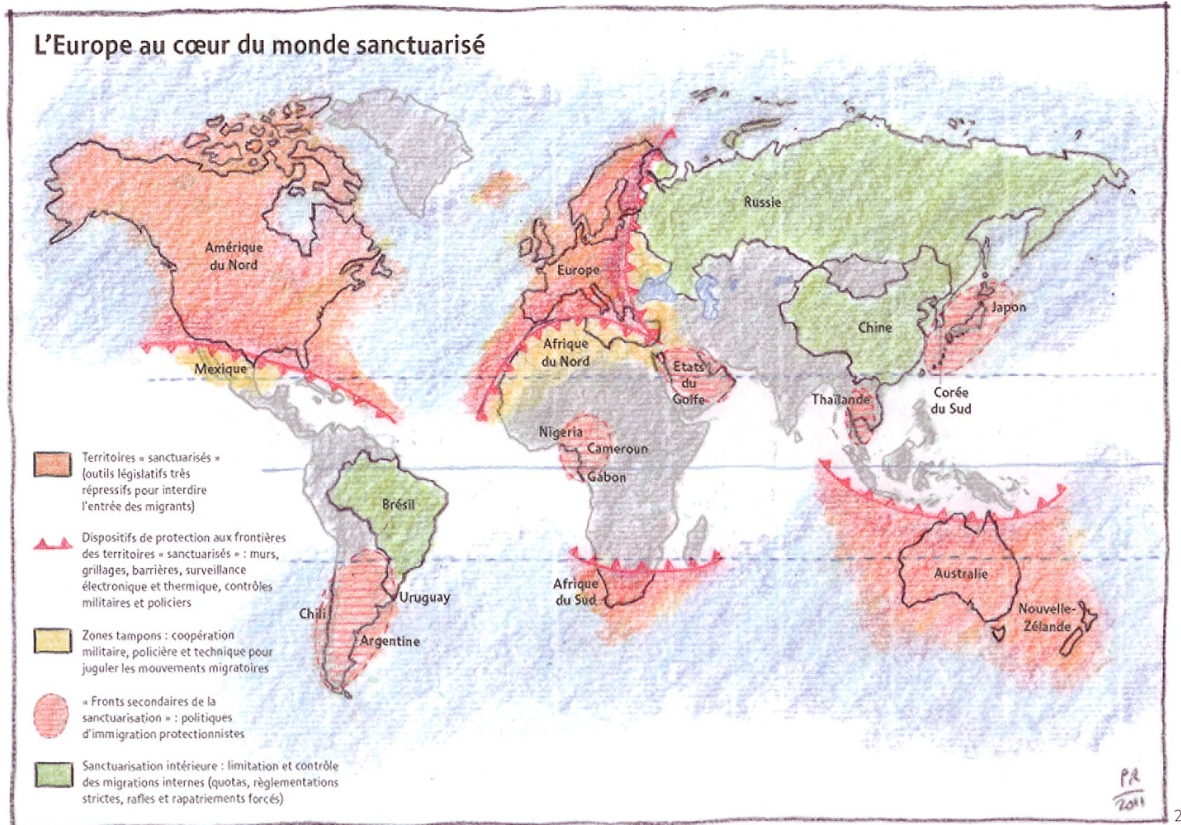 L'Europe au cœur du monde sanctuarisé
Russie
Amérique
du Nord
Europe
Japon
Chine
Afrique
du Nord
Mexique
Etats
du
Golfe
Thaïlande
Corée
du Sud
Nigeria
Cameroun
Gabon
Brésil
Afrique
du Sud
Australie
Uruguay
Chili
Nouvelle-
Zélande
Argentine
Territoires « sanctuarisés »
(outils législatifs très
répressifs pour interdire
l'entrée des migrants)
Dispositifs de protection aux frontières
des territoires « sanctuarisés » : murs,
grillages, barrières, surveillance
électronique et thermique, contrôles
militaires et policiers
Zones tampons : coopération
militaire, policière et technique pour
juguler les mouvements migratoires
« Fronts secondaires de la
sanctuarisation » : politiques
d'immigration protectionnistes
Sanctuarisation intérieure : limitation et contrôle
des migrations internes (quotas, règlementations
strictes, rafles et rapatriements forcés)
PR
2011
2